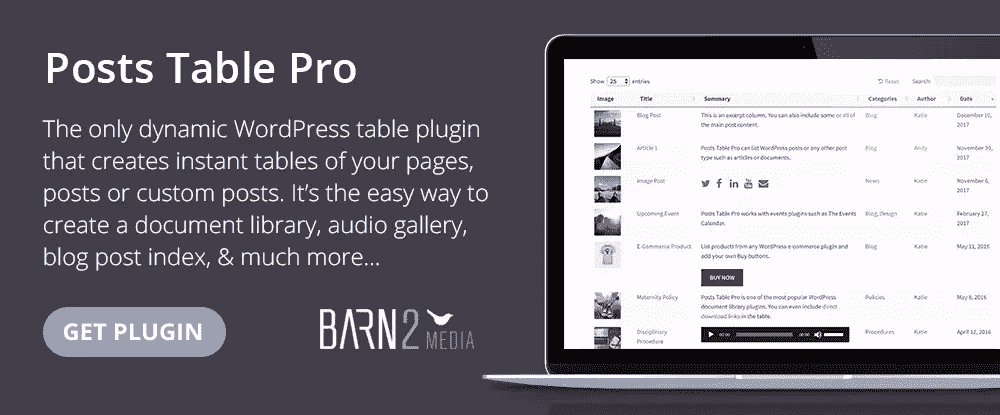 Posts Table Pro
The only dynamic WordPress table plugin
that creates instant tables of your pages,
posts or custom posts. It's the easy way to
create a document library, audio gallery,
blog post index, & much more...
GET PLUGIN
BARN2
MEDIA
Show 25 entries
Reset Search:
Image Title Summary Categories Author Date
Blog Post This is an excerpt column. You can also include some or all of Blog Katie December 10,
the main post content. 2017
Article 1 Posts Table Pro can list WordPress posts or any other post Blog Andy November 30,
type such as articles or documents. 2017
Image Post News Katie November 6,
2017
Upcoming Event Posts Table Pro works with events plugins such as The Events Blog, Design Katie February 27,
Calendar. 2017
E-Commerce Product List products from any WordPress e-commerce plugin and Blog Katie May 11, 2016
add your own Buy buttons.
BUY NOW
Maternity Policy Posts Table Pro is one of the most popular WordPress Policies Katie May 8, 2016
document library plugins. You can even include direct
download links in the table.
Disciplinary 00:00 00:00 Procedures Katie April 12, 2016
Procedure